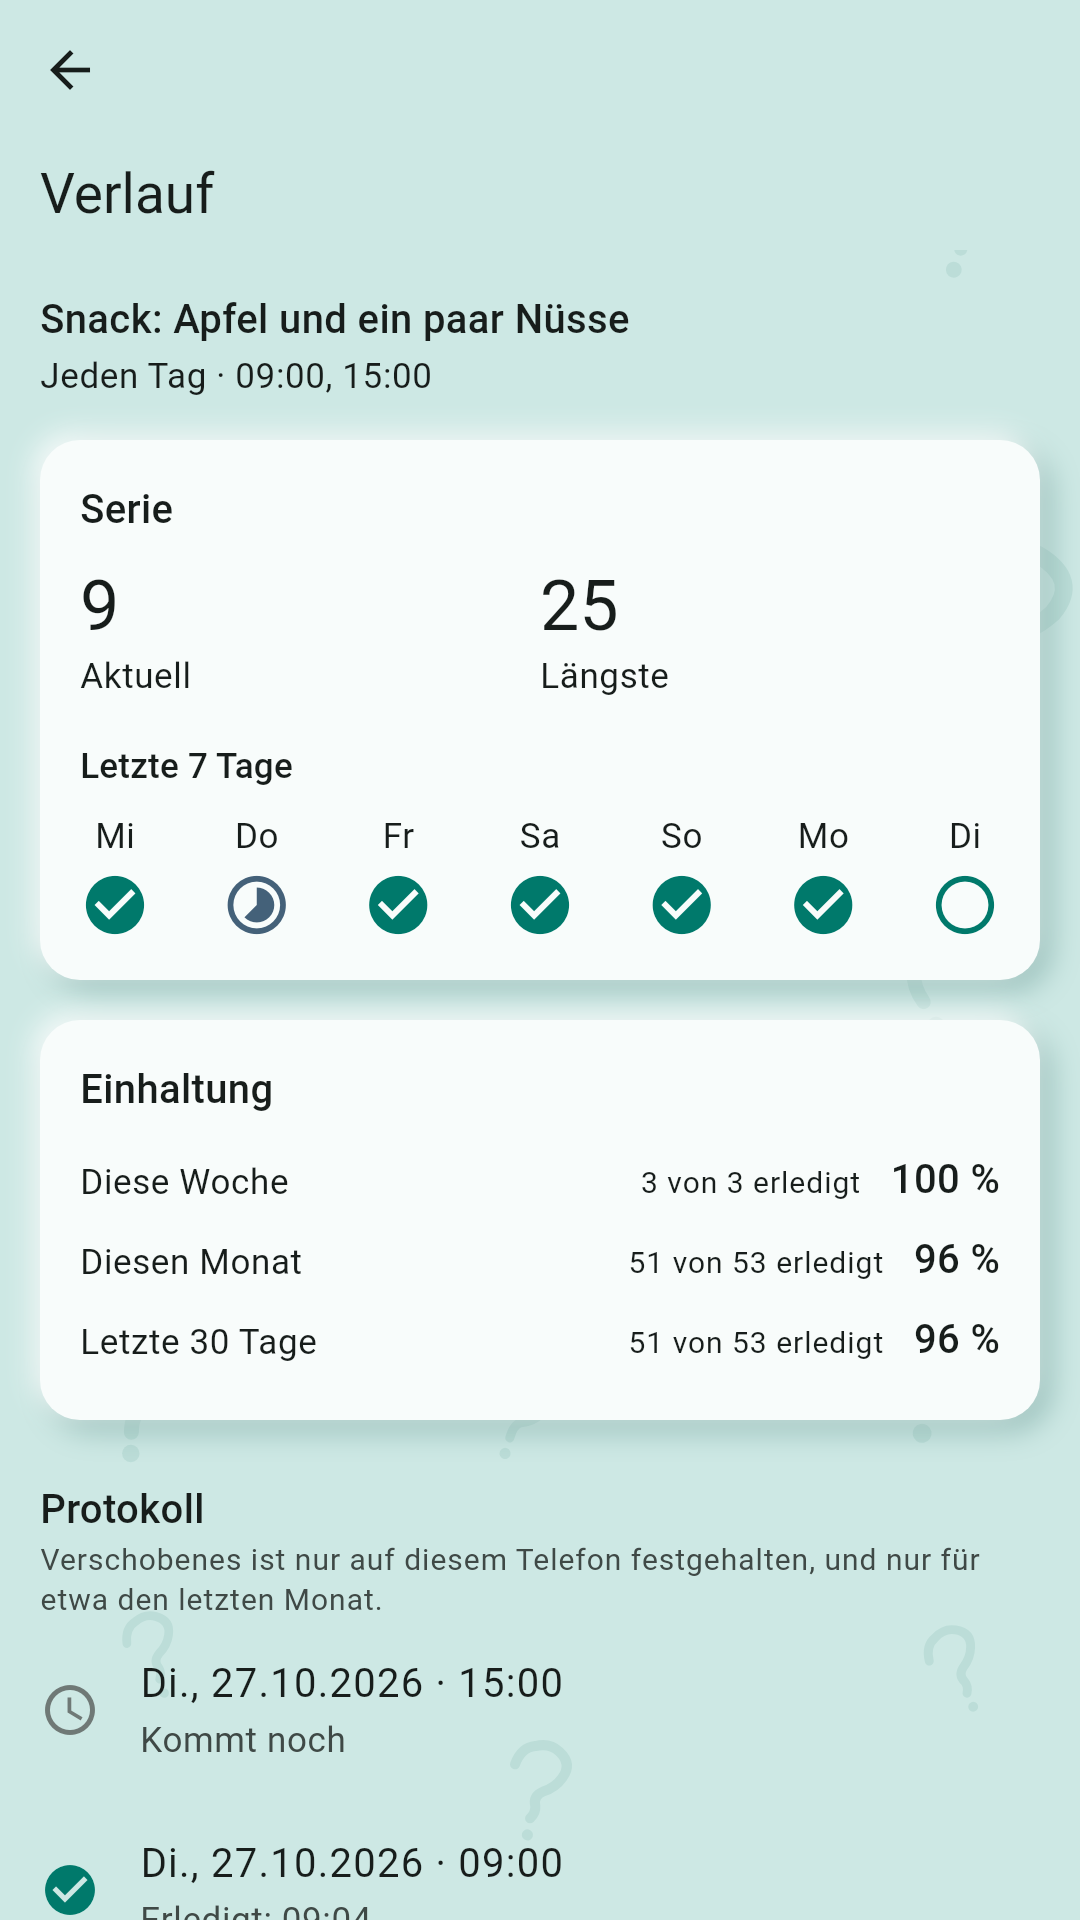 Verlauf
Snack: Apfel und ein paar Nüsse
Jeden Tag · 09:00, 15:00
Serie
9 25
Aktuell Längste
Letzte 7 Tage
Mi Do Fr Sa So Mo Di
Einhaltung
Diese Woche 3 von 3 erledigt 100 %
Diesen Monat 51 von 53 erledigt 96 %
Letzte 30 Tage 51 von 53 erledigt 96 %
Protokoll
Verschobenes ist nur auf diesem Telefon festgehalten, und nur für
etwa den letzten Monat.
Di., 27.10.2026 · 15:00
Kommt noch
Di., 27.10.2026 · 09:00
Erledigt: 09:04